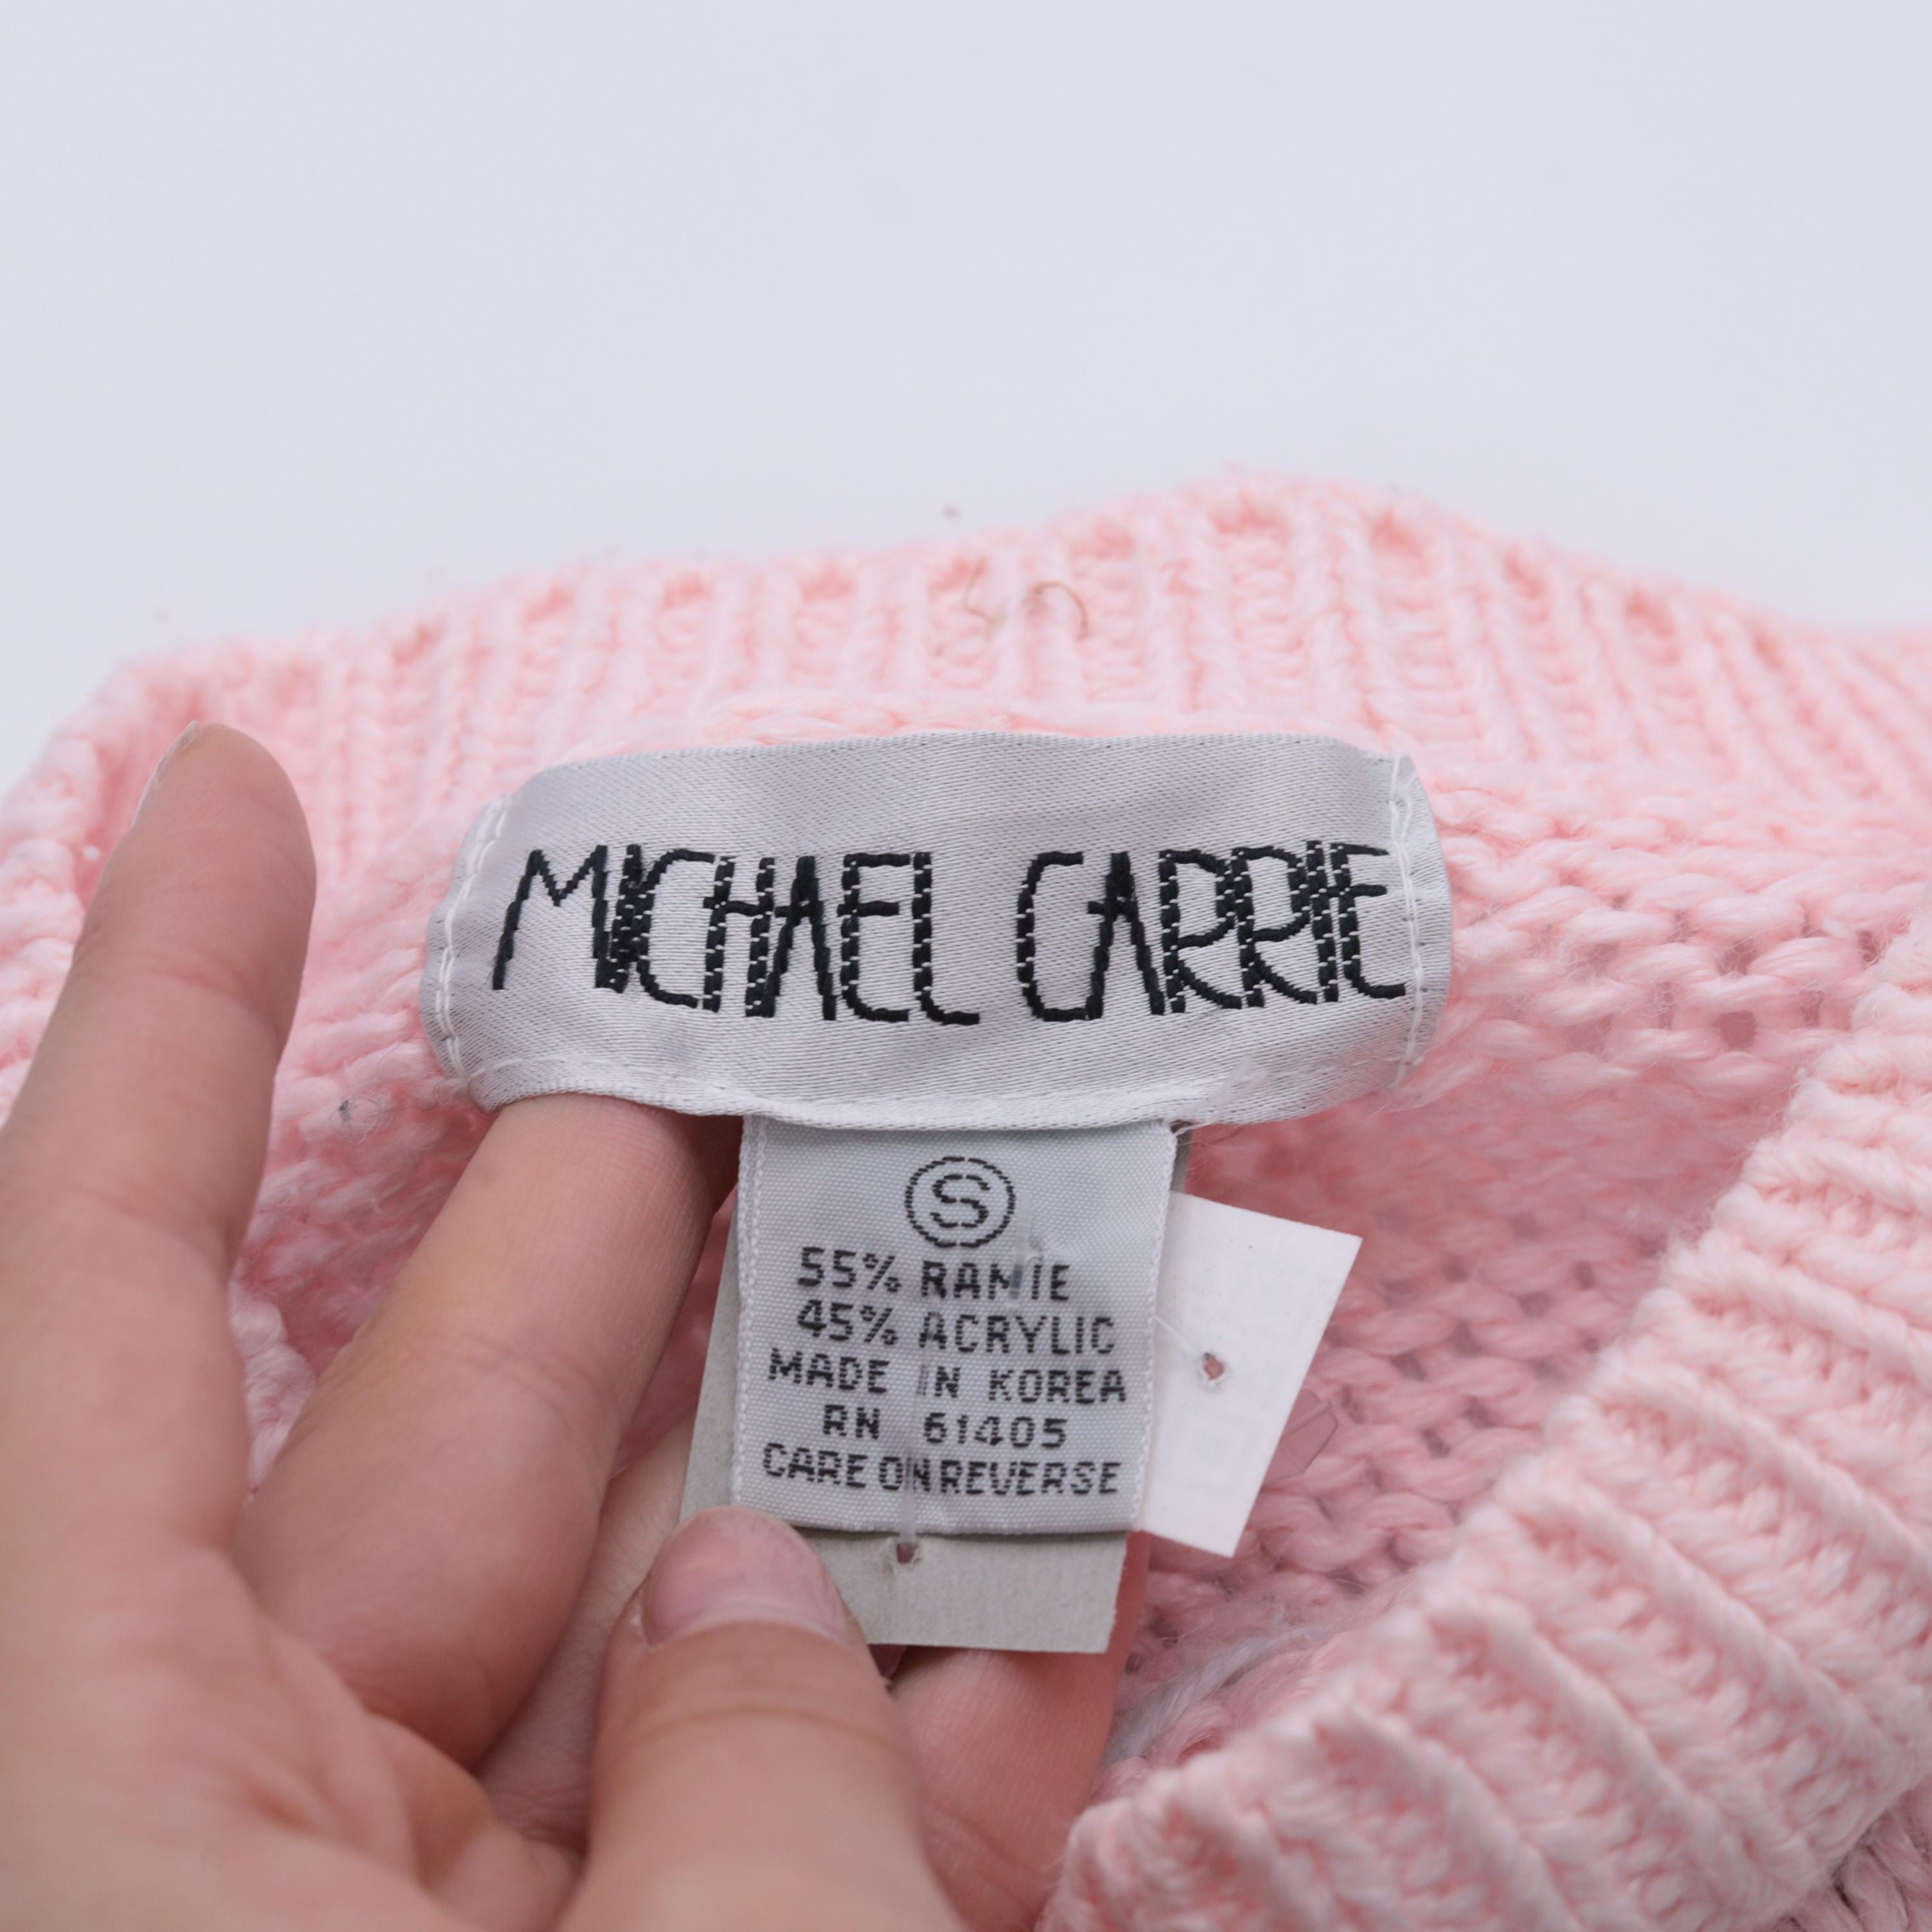 MICHAEL CARRIE
S
55% RAMIE
45% ACRYLIC
MADE IN KOREA
RN 61405
CARE ON REVERSE